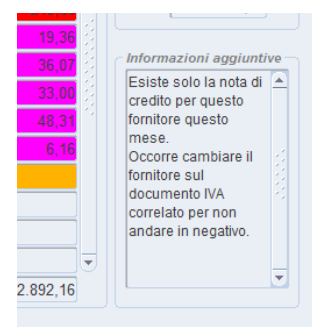 19,36
36,07
33,00
48,31
6,16
2.892,16
Informazioni aggiuntive
Esiste solo la nota di
credito per questo
fornitore questo
mese.
Occorre cambiare il
fornitore sul
documento IVA
correlato per non
andare in negativo.